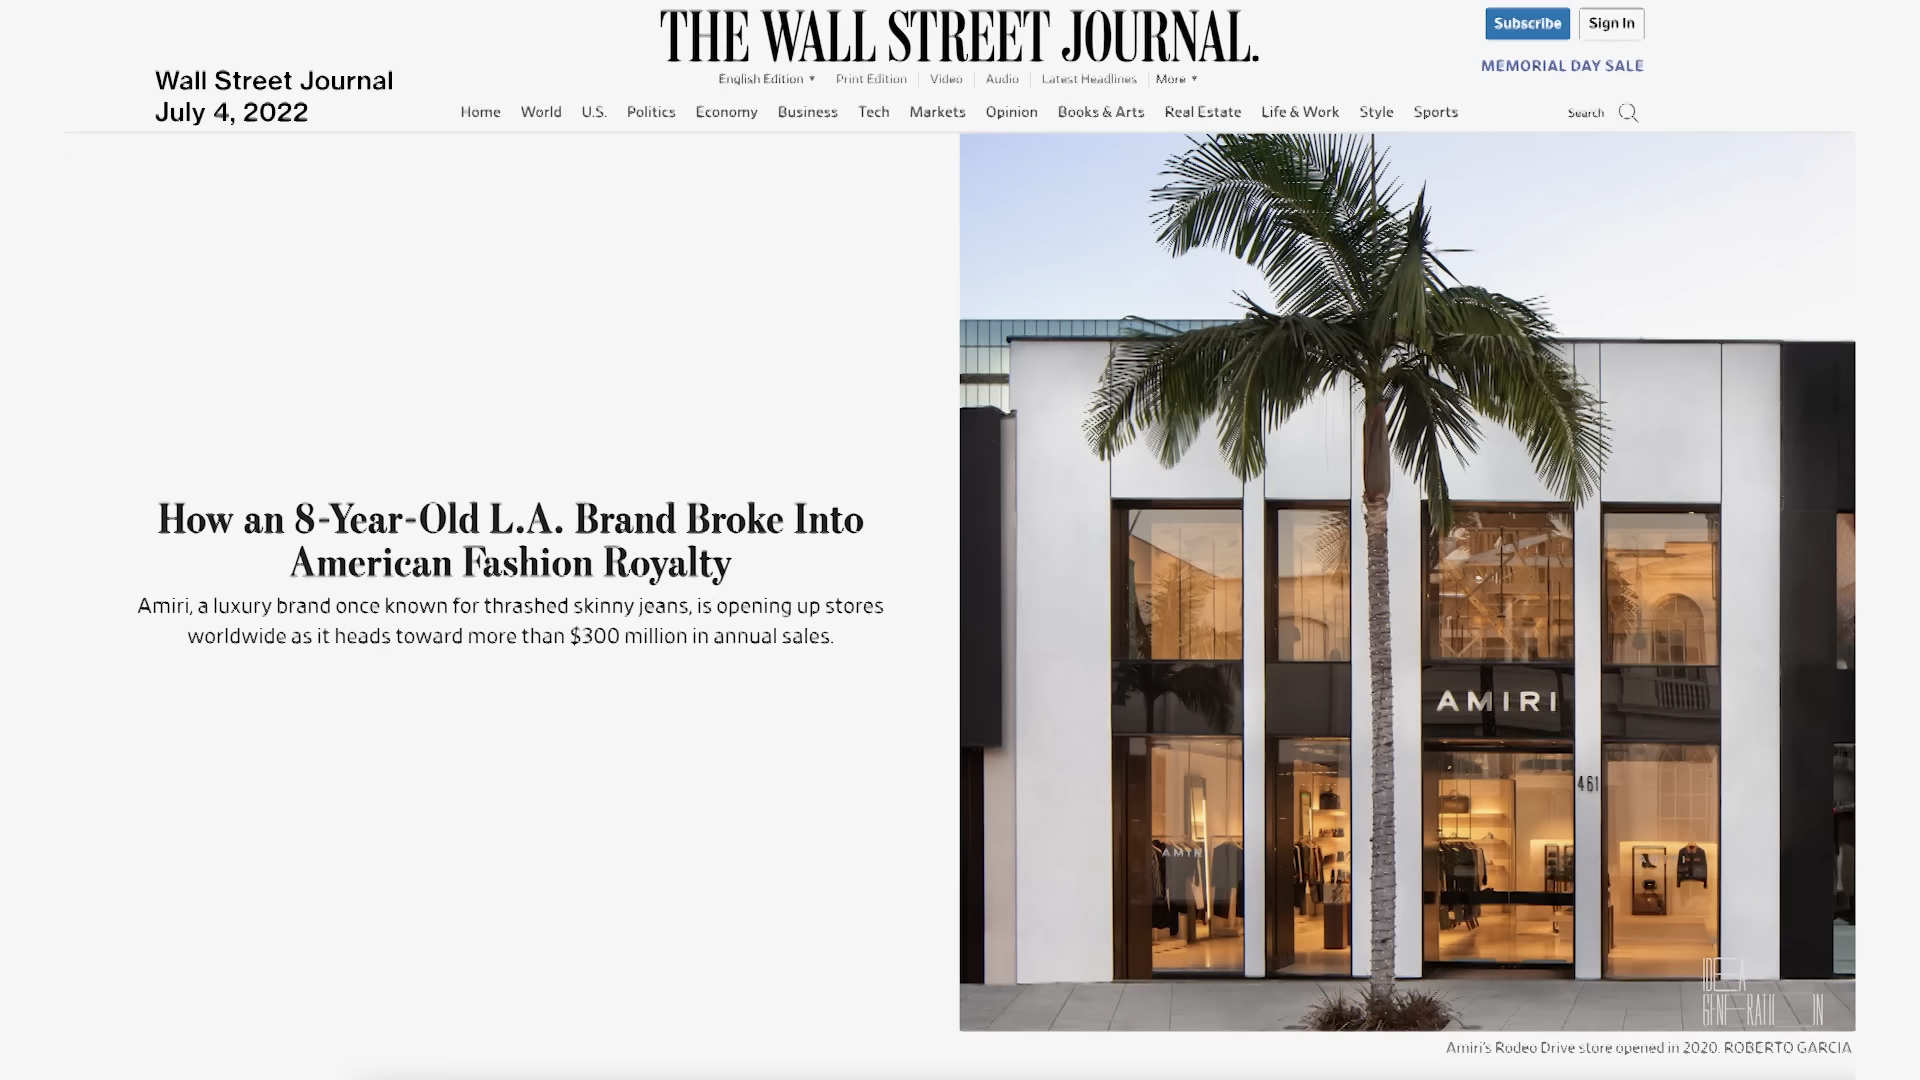 THE WALL STREET JOURNAL.
Subscribe
Sign In
English Edition
Print Edition
Video
Audio
Latest Headlines
More
MEMORIAL DAY SALE
Wall Street Journal
July 4, 2022
Home
World
U.S.
Politics
Economy
Business
Tech
Markets
Opinion
Books & Arts
Real Estate
Life & Work
Style
Sports
Search
How an 8-Year-Old L.A. Brand Broke Into
American Fashion Royalty
Amiri, a luxury brand once known for thrashed skinny jeans, is opening up stores
worldwide as it heads toward more than $300 million in annual sales.
AMIRI
461
AMIRI
IDEA
GENERATION
Amiri's Rodeo Drive store opened in 2020. ROBERTO GARCIA